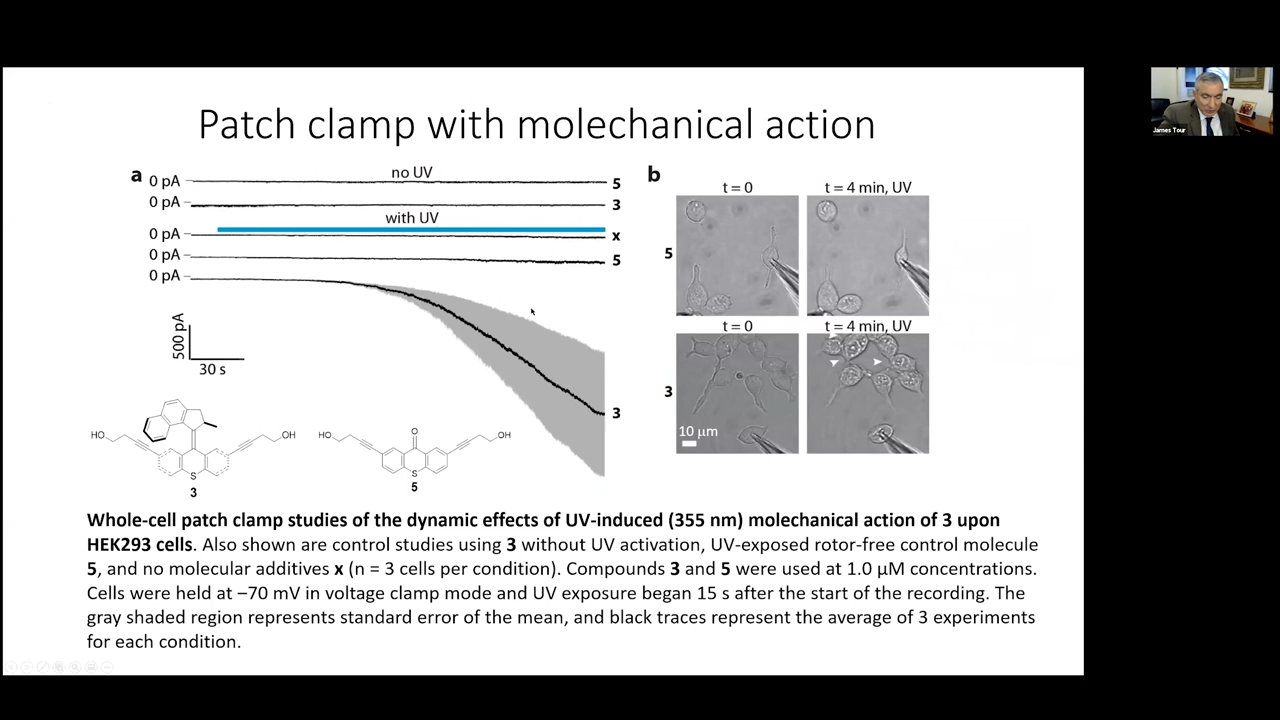 Patch clamp with molechanical action
a
no UV
0 pA
5
0 pA
3
with UV
0 pA
x
0 pA
5
0 pA
500 pA
30 s
3
HO
OH
S
3
HO
O
OH
S
5
b
t = 0
t = 4 min, UV
5
t = 0
t = 4 min, UV
3
10 µm
Whole-cell patch clamp studies of the dynamic effects of UV-induced (355 nm) molechanical action of 3 upon
HEK293 cells. Also shown are control studies using 3 without UV activation, UV-exposed rotor-free control molecule
5, and no molecular additives x (n = 3 cells per condition). Compounds 3 and 5 were used at 1.0 µM concentrations.
Cells were held at –70 mV in voltage clamp mode and UV exposure began 15 s after the start of the recording. The
gray shaded region represents standard error of the mean, and black traces represent the average of 3 experiments
for each condition.
James Tour